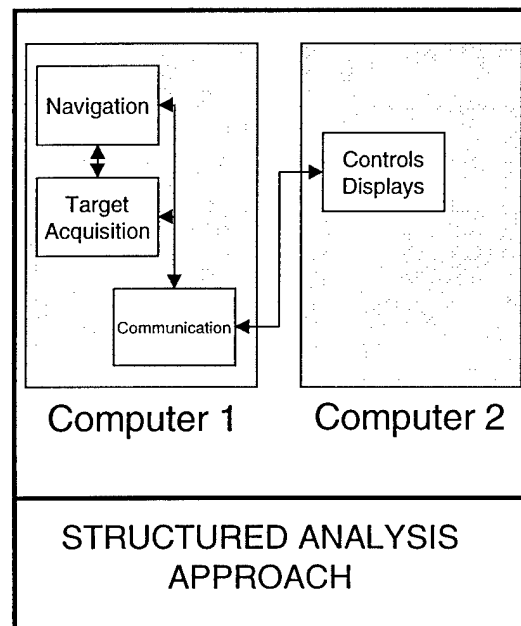 Navigation
Target
Acquisition
Communication
Controls
Displays
Computer 1
Computer 2
STRUCTURED ANALYSIS
APPROACH